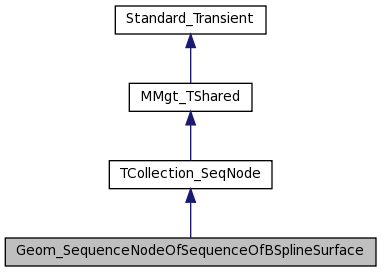 Standard_Transient
MMgt_TShared
TCollection_SeqNode
Geom_SequenceNodeOfSequenceOfBSplineSurface